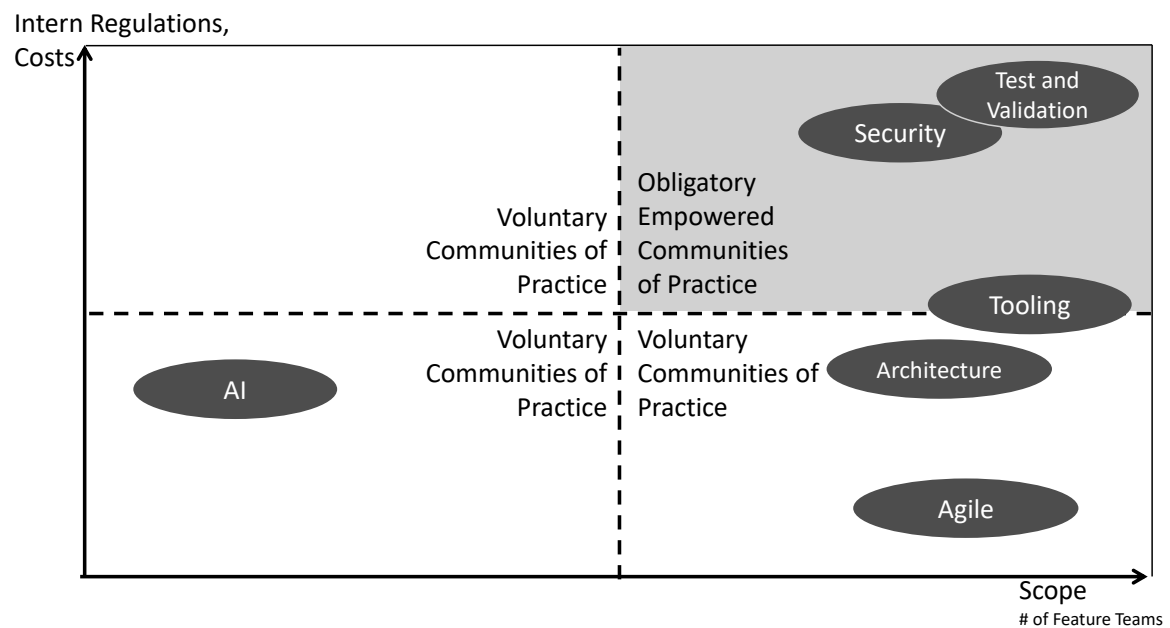 Intern Regulations,
Costs
Test and
Validation
Security
Voluntary
Communities of
Practice
Obligatory
Empowered
Communities
of Practice
Tooling
Voluntary
Communities of
Practice
Voluntary
Communities of
Practice
Architecture
AI
Agile
Scope
# of Feature Teams